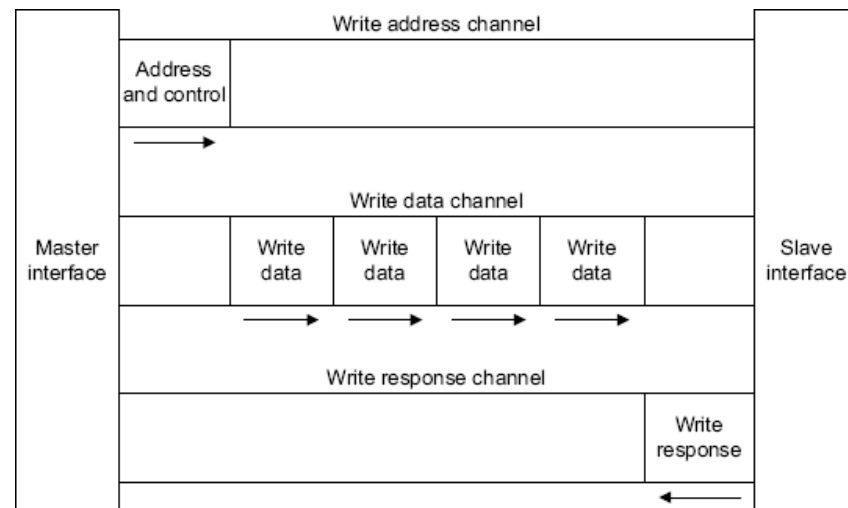 Write address channel
Address
and control
Write data channel
Master
interface
Write
data
Write
data
Write
data
Write
data
Slave
interface
Write response channel
Write
response